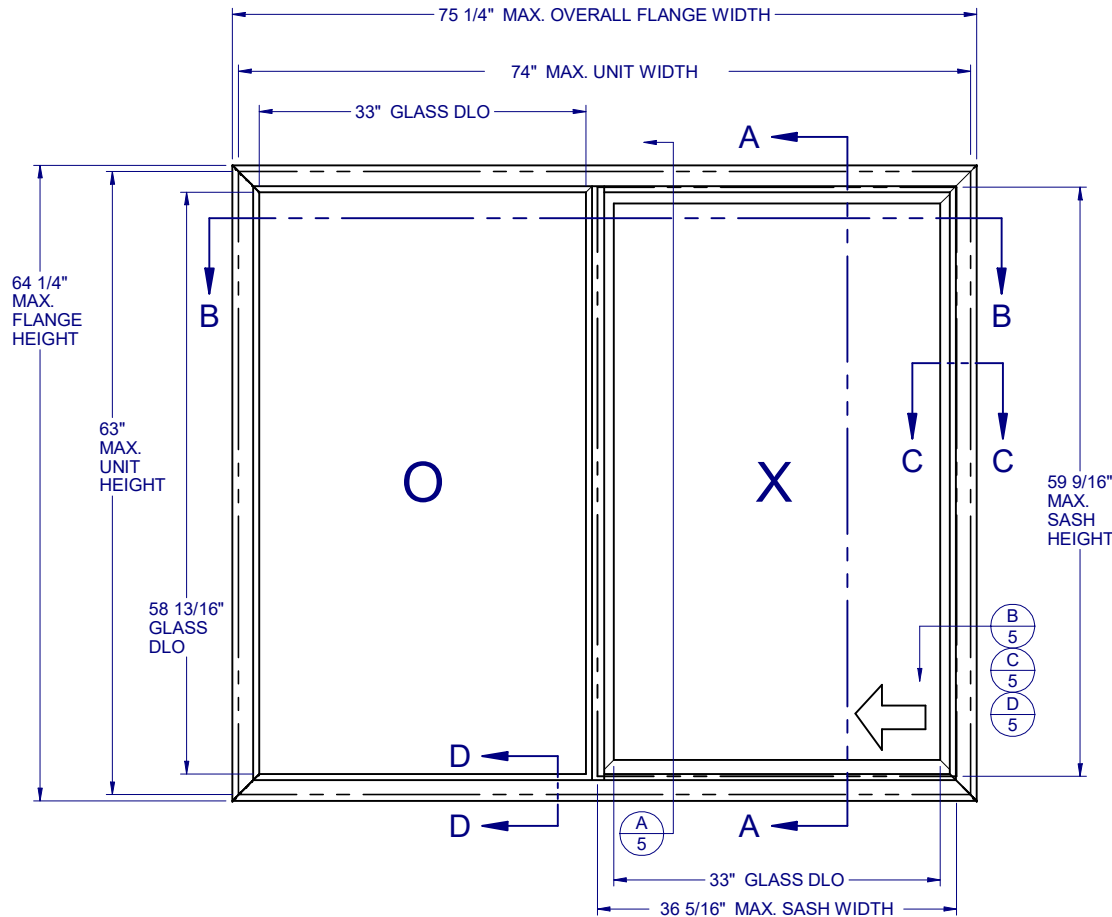 75 1/4" MAX. OVERALL FLANGE WIDTH
74" MAX. UNIT WIDTH
33" GLASS DLO
A
B
B
64 1/4"
MAX.
FLANGE
HEIGHT
63"
MAX.
UNIT
HEIGHT
C
C
O
X
59 9/16"
MAX.
SASH
HEIGHT
58 13/16"
GLASS
DLO
B
5
C
5
D
5
D
D
A
5
A
33" GLASS DLO
36 5/16" MAX. SASH WIDTH